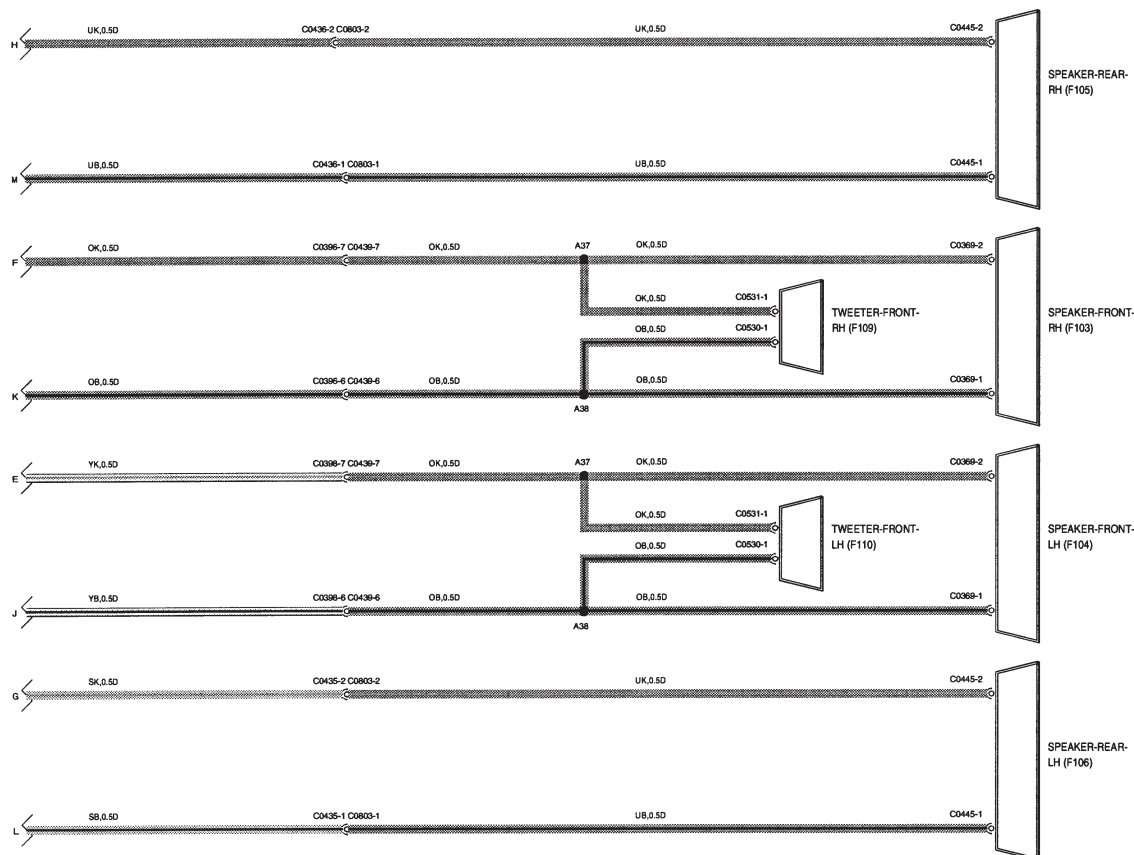 UK,0.5D C0436-2 C0803-2 UK,0.5D C0445-2
H
SPEAKER-REAR-
RH (F105)
UB,0.5D C0436-1 C0803-1 UB,0.5D C0445-1
M
OK,0.5D C0396-7 C0439-7 OK,0.5D A37 OK,0.5D C0369-2
F
OK,0.5D C0531-1
TWEETER-FRONT-
RH (F109)
SPEAKER-FRONT-
RH (F103)
OB,0.5D C0530-1
OB,0.5D C0396-6 C0439-6 OB,0.5D OB,0.5D C0369-1
K
A38
YK,0.5D C0398-7 C0439-7 OK,0.5D A37 OK,0.5D C0369-2
E
OK,0.5D C0531-1
TWEETER-FRONT-
LH (F110)
SPEAKER-FRONT-
LH (F104)
OB,0.5D C0530-1
YB,0.5D C0398-6 C0439-6 OB,0.5D OB,0.5D C0369-1
J
A38
SK,0.5D C0435-2 C0803-2 UK,0.5D C0445-2
G
SPEAKER-REAR-
LH (F106)
SB,0.5D C0435-1 C0803-1 UB,0.5D C0445-1
L